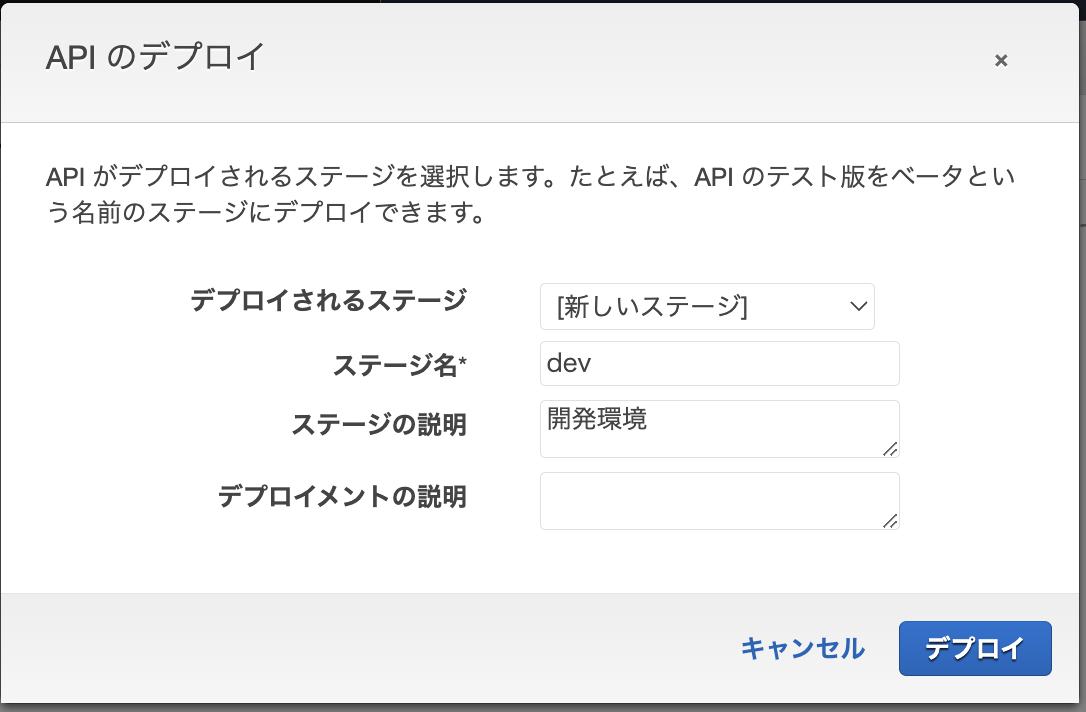 API のデプロイ
×
API がデプロイされるステージを選択します。たとえば、API のテスト版をベータとい
う名前のステージにデプロイできます。
デプロイされるステージ [新しいステージ]
ステージ名* dev
ステージの説明 開発環境
デプロイメントの説明
キャンセル デプロイ